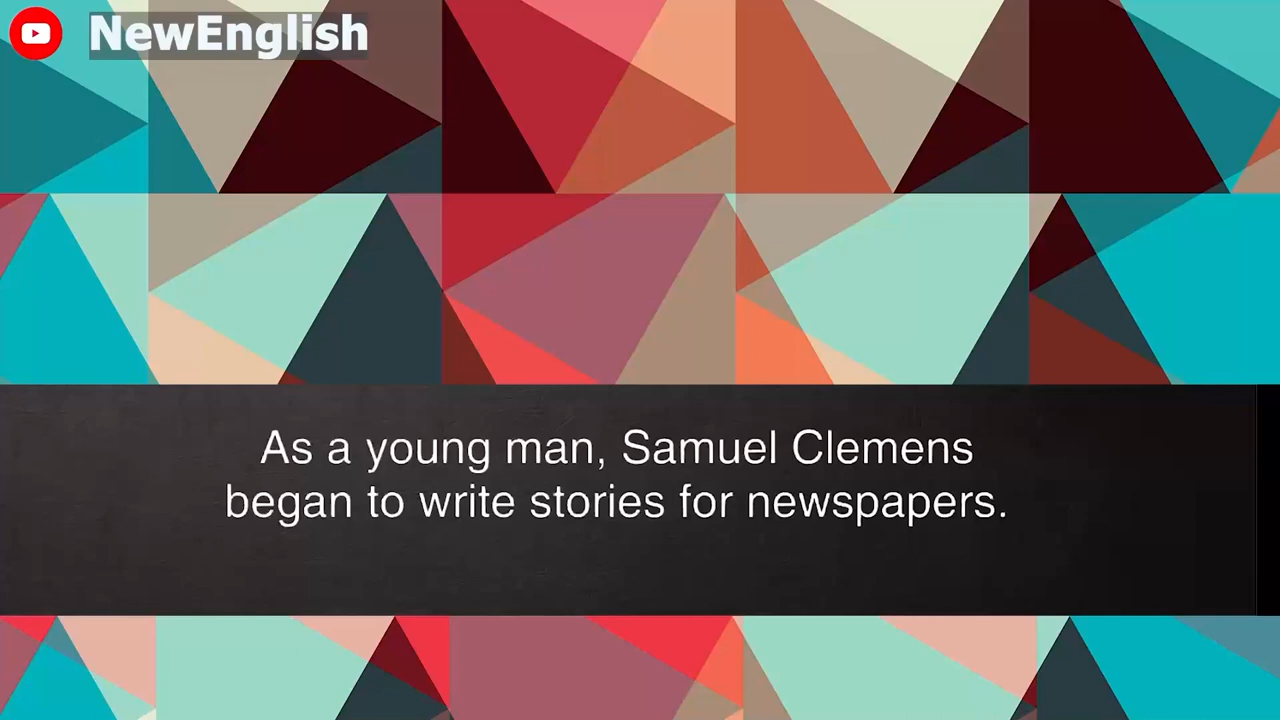 NewEnglish
As a young man, Samuel Clemens
began to write stories for newspapers.